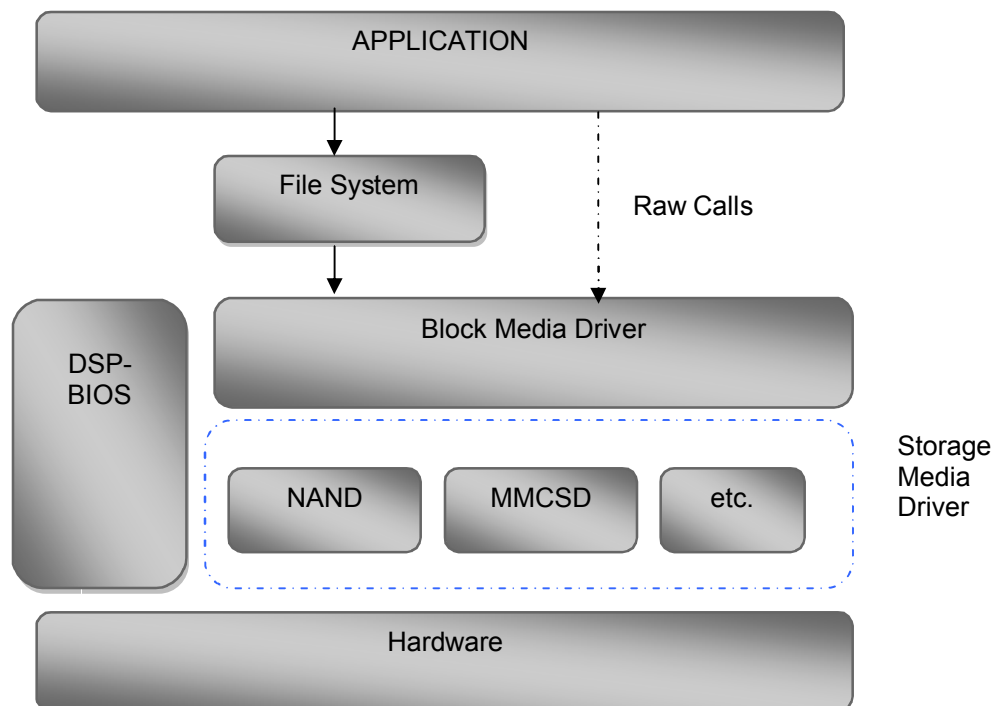 APPLICATION
File System
Raw Calls
Block Media Driver
DSP-
BIOS
Storage
Media
Driver
NAND
MMCSD
etc.
Hardware